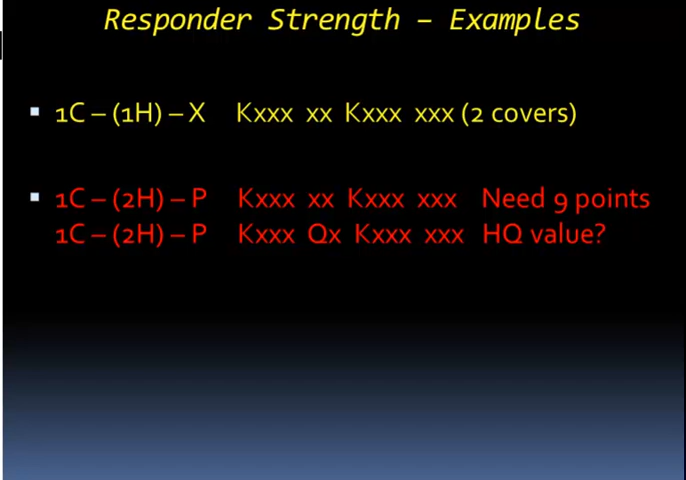 Responder Strength – Examples
1C – (1H) – X Kxxx xx Kxxx xxx (2 covers)
1C – (2H) – P Kxxx xx Kxxx xxx Need 9 points
1C – (2H) – P Kxxx Qx Kxxx xxx HQ value?